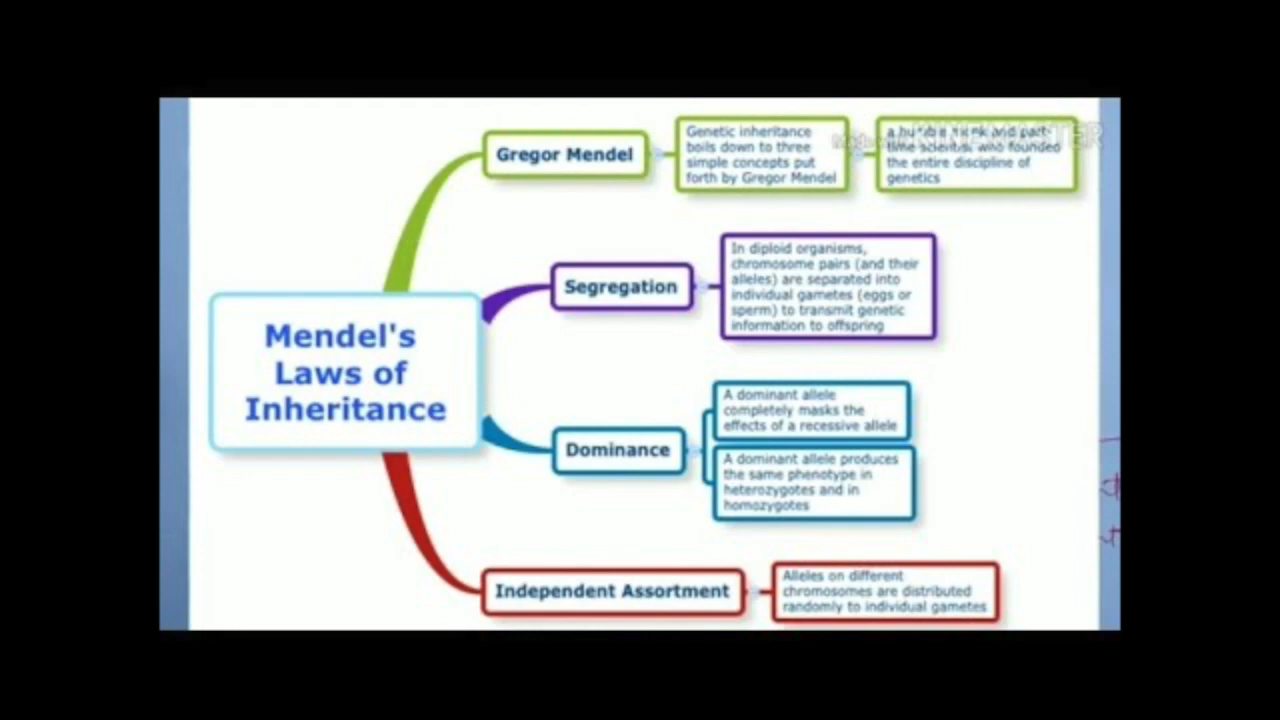 Gregor Mendel
Genetic inheritance
boils down to three
simple concepts put
forth by Gregor Mendel
a humble monk and part-
time scientist who founded
the entire discipline of
genetics
KINEMASTER
Segregation
In diploid organisms,
chromosome pairs (and their
alleles) are separated into
individual gametes (eggs or
sperm) to transmit genetic
information to offspring
Mendel's
Laws of
Inheritance
Dominance
A dominant allele
completely masks the
effects of a recessive allele
A dominant allele produces
the same phenotype in
heterozygotes and in
homozygotes
Independent Assortment
Alleles on different
chromosomes are distributed
randomly to individual gametes